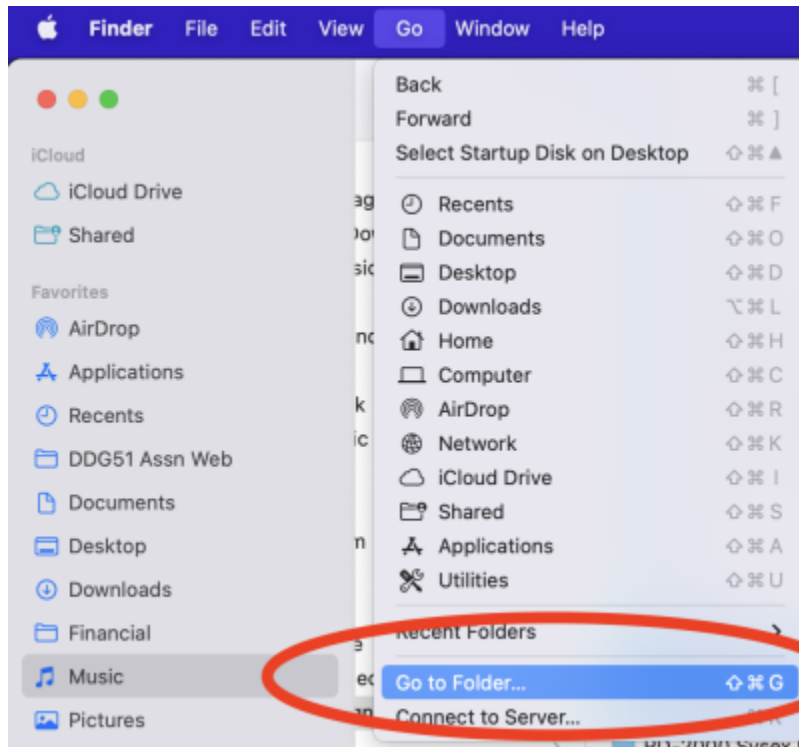 Finder File Edit View Go Window Help
iCloud
iCloud Drive
Shared
Favorites
AirDrop
Applications
Recents
DDG51 Assn Web
Documents
Desktop
Downloads
Financial
Music
Pictures
Back ⌘ [
Forward ⌘ ]
Select Startup Disk on Desktop ⇧⌘▲
Recents ⇧⌘F
Documents ⇧⌘O
Desktop ⇧⌘D
Downloads ⌥⌘L
Home ⇧⌘H
Computer ⇧⌘C
AirDrop ⇧⌘R
Network ⇧⌘K
iCloud Drive ⇧⌘I
Shared ⇧⌘S
Applications ⇧⌘A
Utilities ⇧⌘U
Recent Folders
Go to Folder... ⇧⌘G
Connect to Server... ⌘K